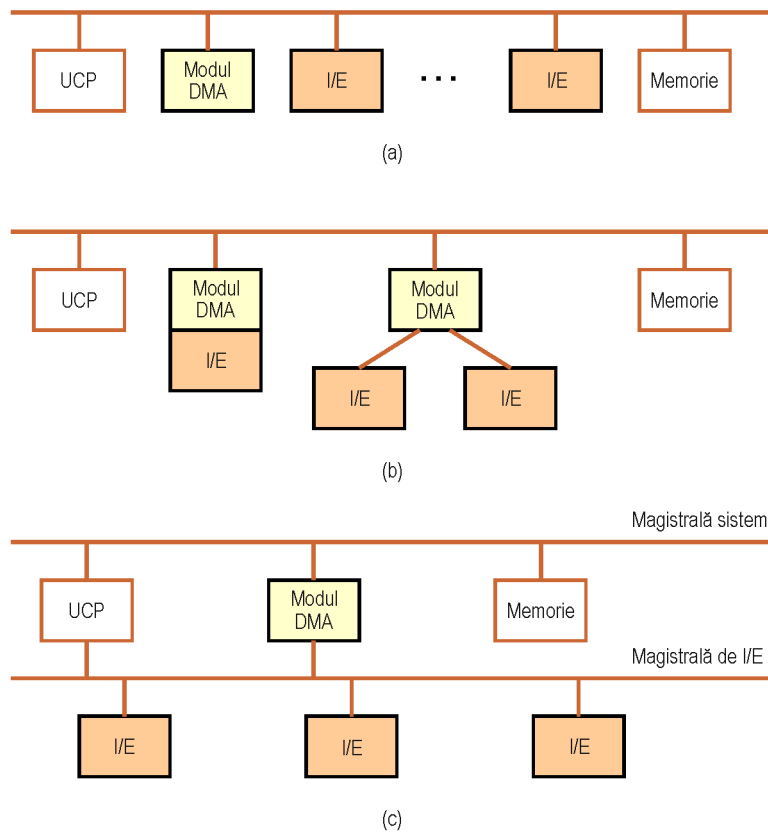 UCP
Modul
DMA
I/E
...
I/E
Memorie
(a)
UCP
Modul
DMA
I/E
Modul
DMA
I/E
I/E
Memorie
(b)
Magistrală sistem
UCP
Modul
DMA
Memorie
Magistrală de I/E
I/E
I/E
I/E
(c)